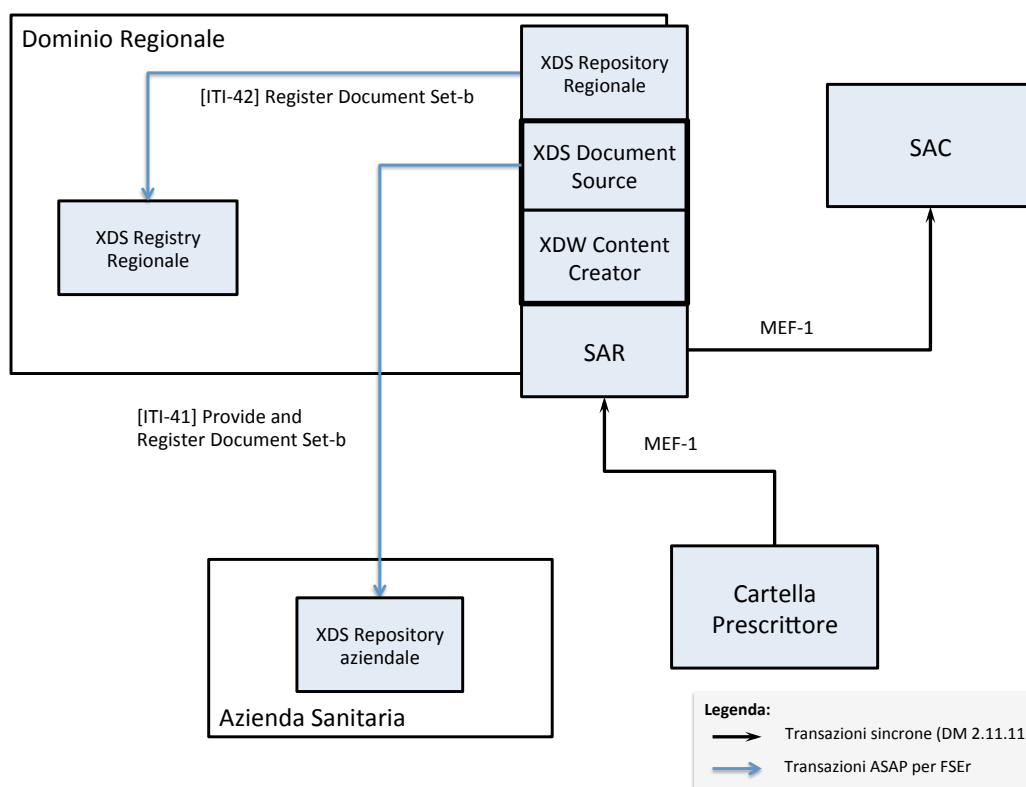 Dominio Regionale
XDS Repository
Regionale
[ITI-42] Register Document Set-b
XDS Document
Source
SAC
XDS Registry
Regionale
XDW Content
Creator
MEF-1
SAR
[ITI-41] Provide and
Register Document Set-b
MEF-1
Cartella
Prescrittore
XDS Repository
aziendale
Azienda Sanitaria
Legenda:
Transazioni sincrone (DM 2.11.11
Transazioni ASAP per FSEr